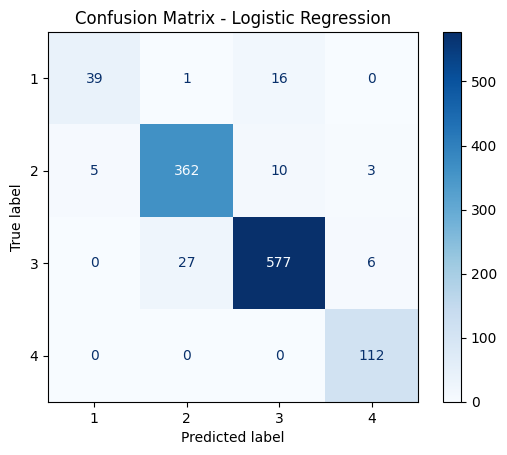 Confusion Matrix - Logistic Regression
1 39 1 16 0
2 5 362 10 3
3 0 27 577 6
4 0 0 0 112
1 2 3 4
True label
Predicted label
500
400
300
200
100
0